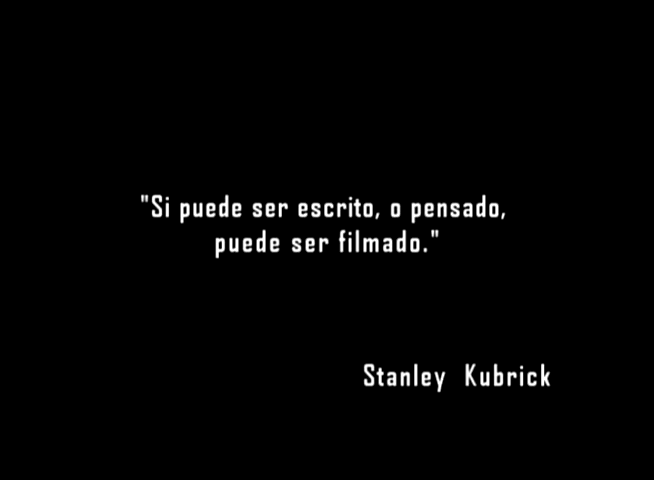 "Si puede ser escrito, o pensado,
puede ser filmado."
Stanley Kubrick